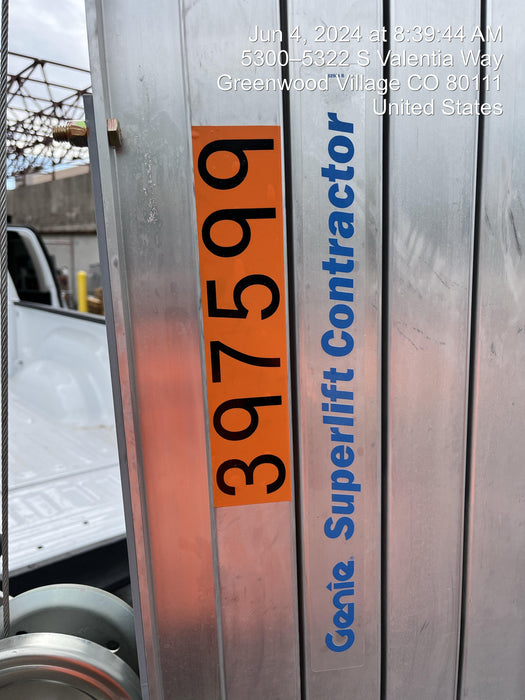 Jun 4, 2024 at 8:39:44 AM
5300–5322 S Valentia Way
Greenwood Village CO 80111
United States
397599
Genie Superlift Contractor